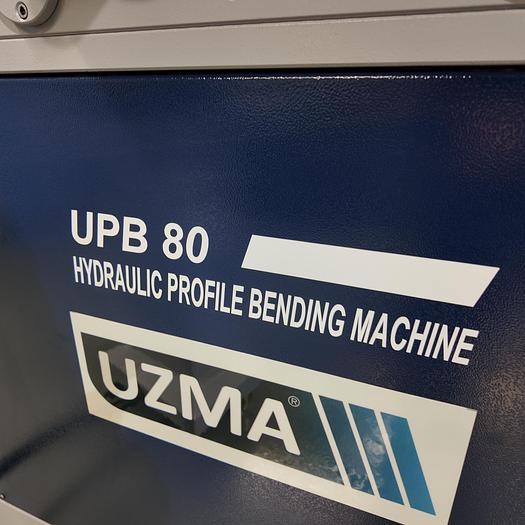 UPB 80
HYDRAULIC PROFILE BENDING MACHINE
UZMA®